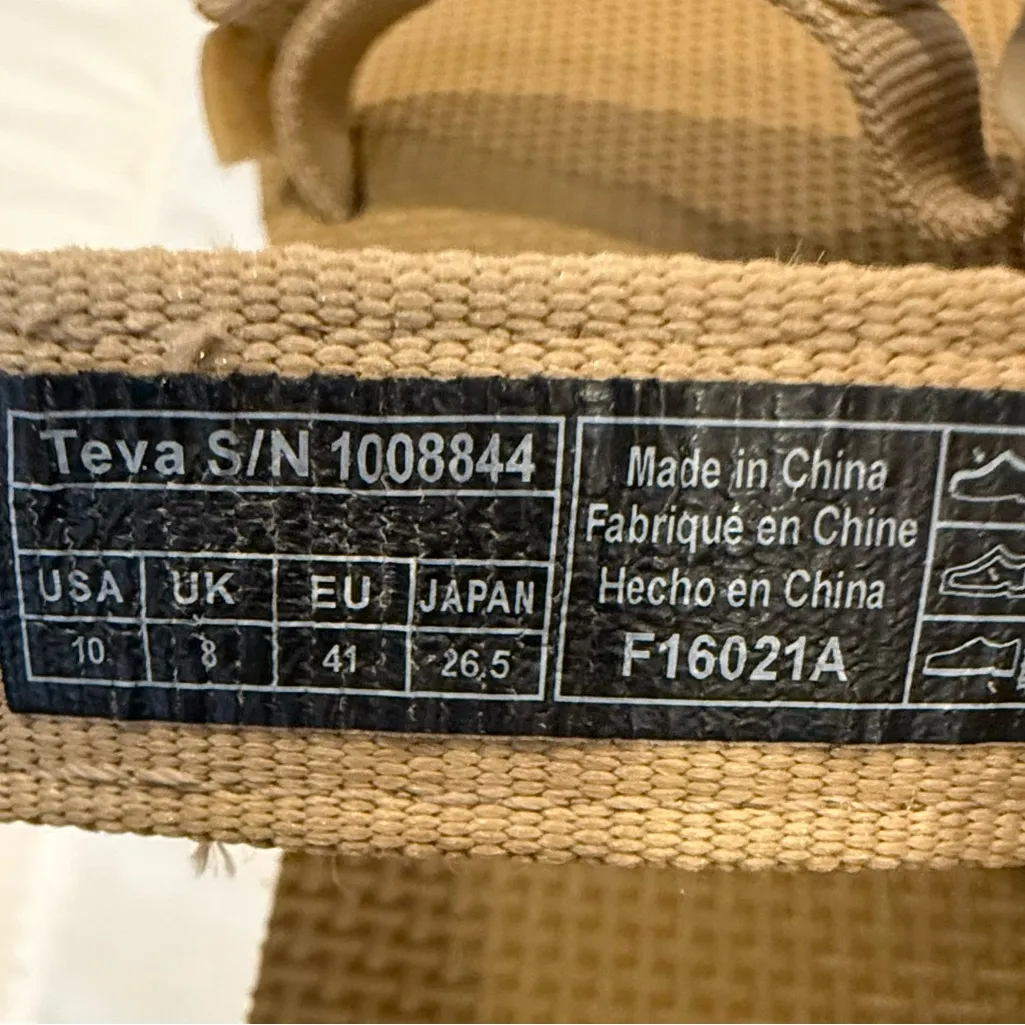 Teva S/N 1008844
USA UK EU JAPAN
10 8 41 26.5
Made in China
Fabriqué en Chine
Hecho en China
F16021A